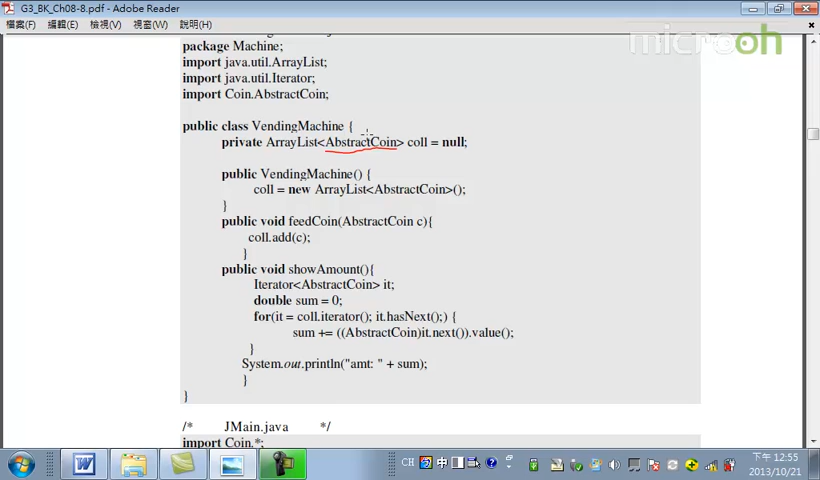 G3_BK_Ch08-8.pdf - Adobe Reader
檔案(F) 編輯(E) 檢視(V) 視窗(W) 說明(H)
microoh
package Machine;
import java.util.ArrayList;
import java.util.Iterator;
import Coin.AbstractCoin;
public class VendingMachine {
private ArrayList<AbstractCoin> coll = null;
public VendingMachine() {
coll = new ArrayList<AbstractCoin>();
}
public void feedCoin(AbstractCoin c){
coll.add(c);
}
public void showAmount(){
Iterator<AbstractCoin> it;
double sum = 0;
for(it = coll.iterator(); it.hasNext();) {
sum += ((AbstractCoin)it.next()).value();
}
System.out.println("amt: " + sum);
}
}
/* JMain.java */
import Coin.*;
CH 中
下午 12:55
2013/10/21